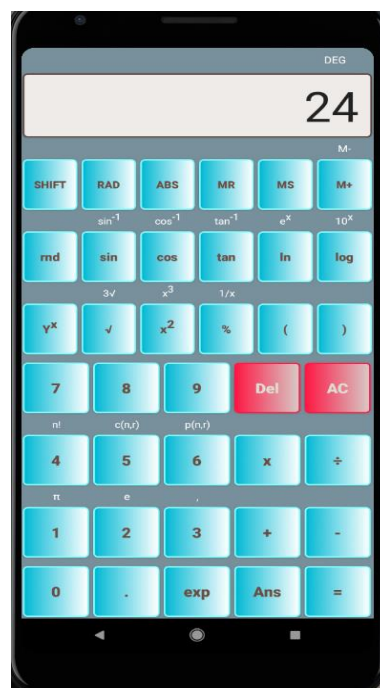 DEG
24
M-
SHIFT RAD ABS MR MS M+
sin⁻¹ cos⁻¹ tan⁻¹ eˣ 10ˣ
rnd sin cos tan ln log
3√ x³ 1/x
Yˣ √ x² % ( )
7 8 9 Del AC
n! c(n,r) p(n,r)
4 5 6 x ÷
π e ,
1 2 3 + -
0 . exp Ans =